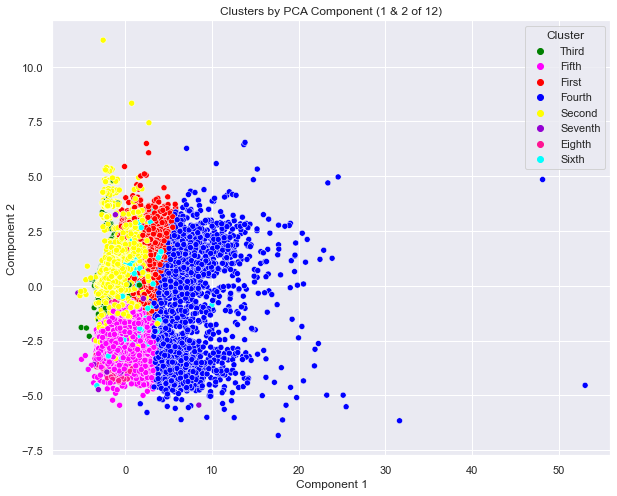 Clusters by PCA Component (1 & 2 of 12)
Cluster
Third
Fifth
First
Fourth
Second
Seventh
Eighth
Sixth
10.0
7.5
5.0
2.5
0.0
−2.5
−5.0
−7.5
Component 2
0
10
20
30
40
50
Component 1